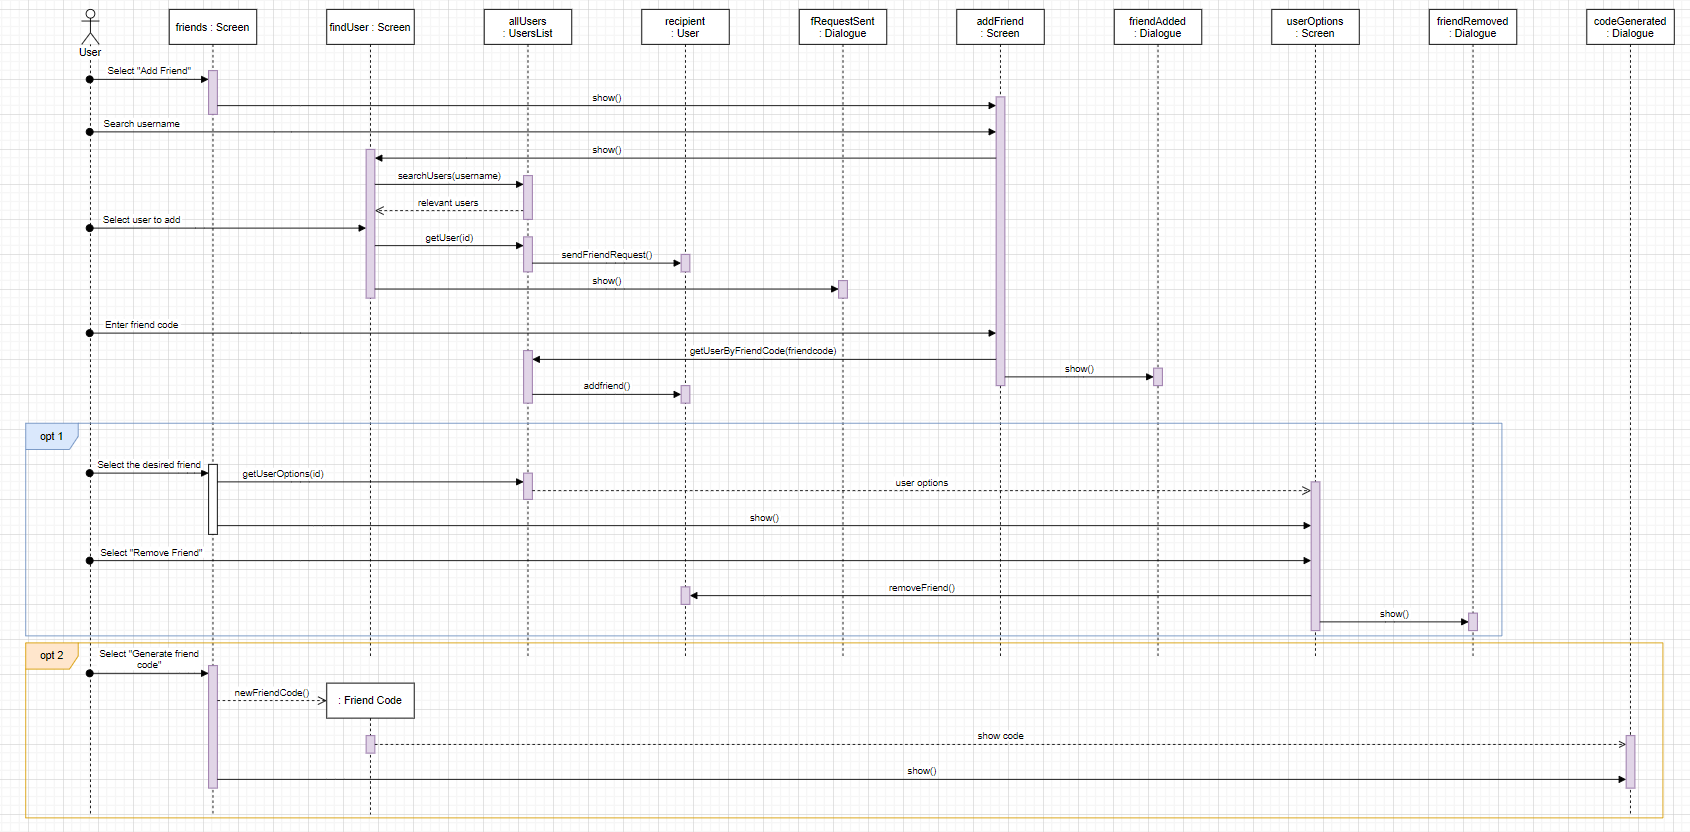 User
friends : Screen
findUser : Screen
allUsers
: UsersList
recipient
: User
fRequestSent
: Dialogue
addFriend
: Screen
friendAdded
: Dialogue
userOptions
: Screen
friendRemoved
: Dialogue
codeGenerated
: Dialogue
Select "Add Friend"
show()
Search username
show()
searchUsers(username)
relevant users
Select user to add
getUser(id)
sendFriendRequest()
show()
Enter friend code
getUserByFriendCode(friendcode)
show()
addfriend()
opt 1
Select the desired friend
getUserOptions(id)
user options
show()
Select "Remove Friend"
removeFriend()
show()
opt 2
Select "Generate friend
code"
newFriendCode()
: Friend Code
show code
show()